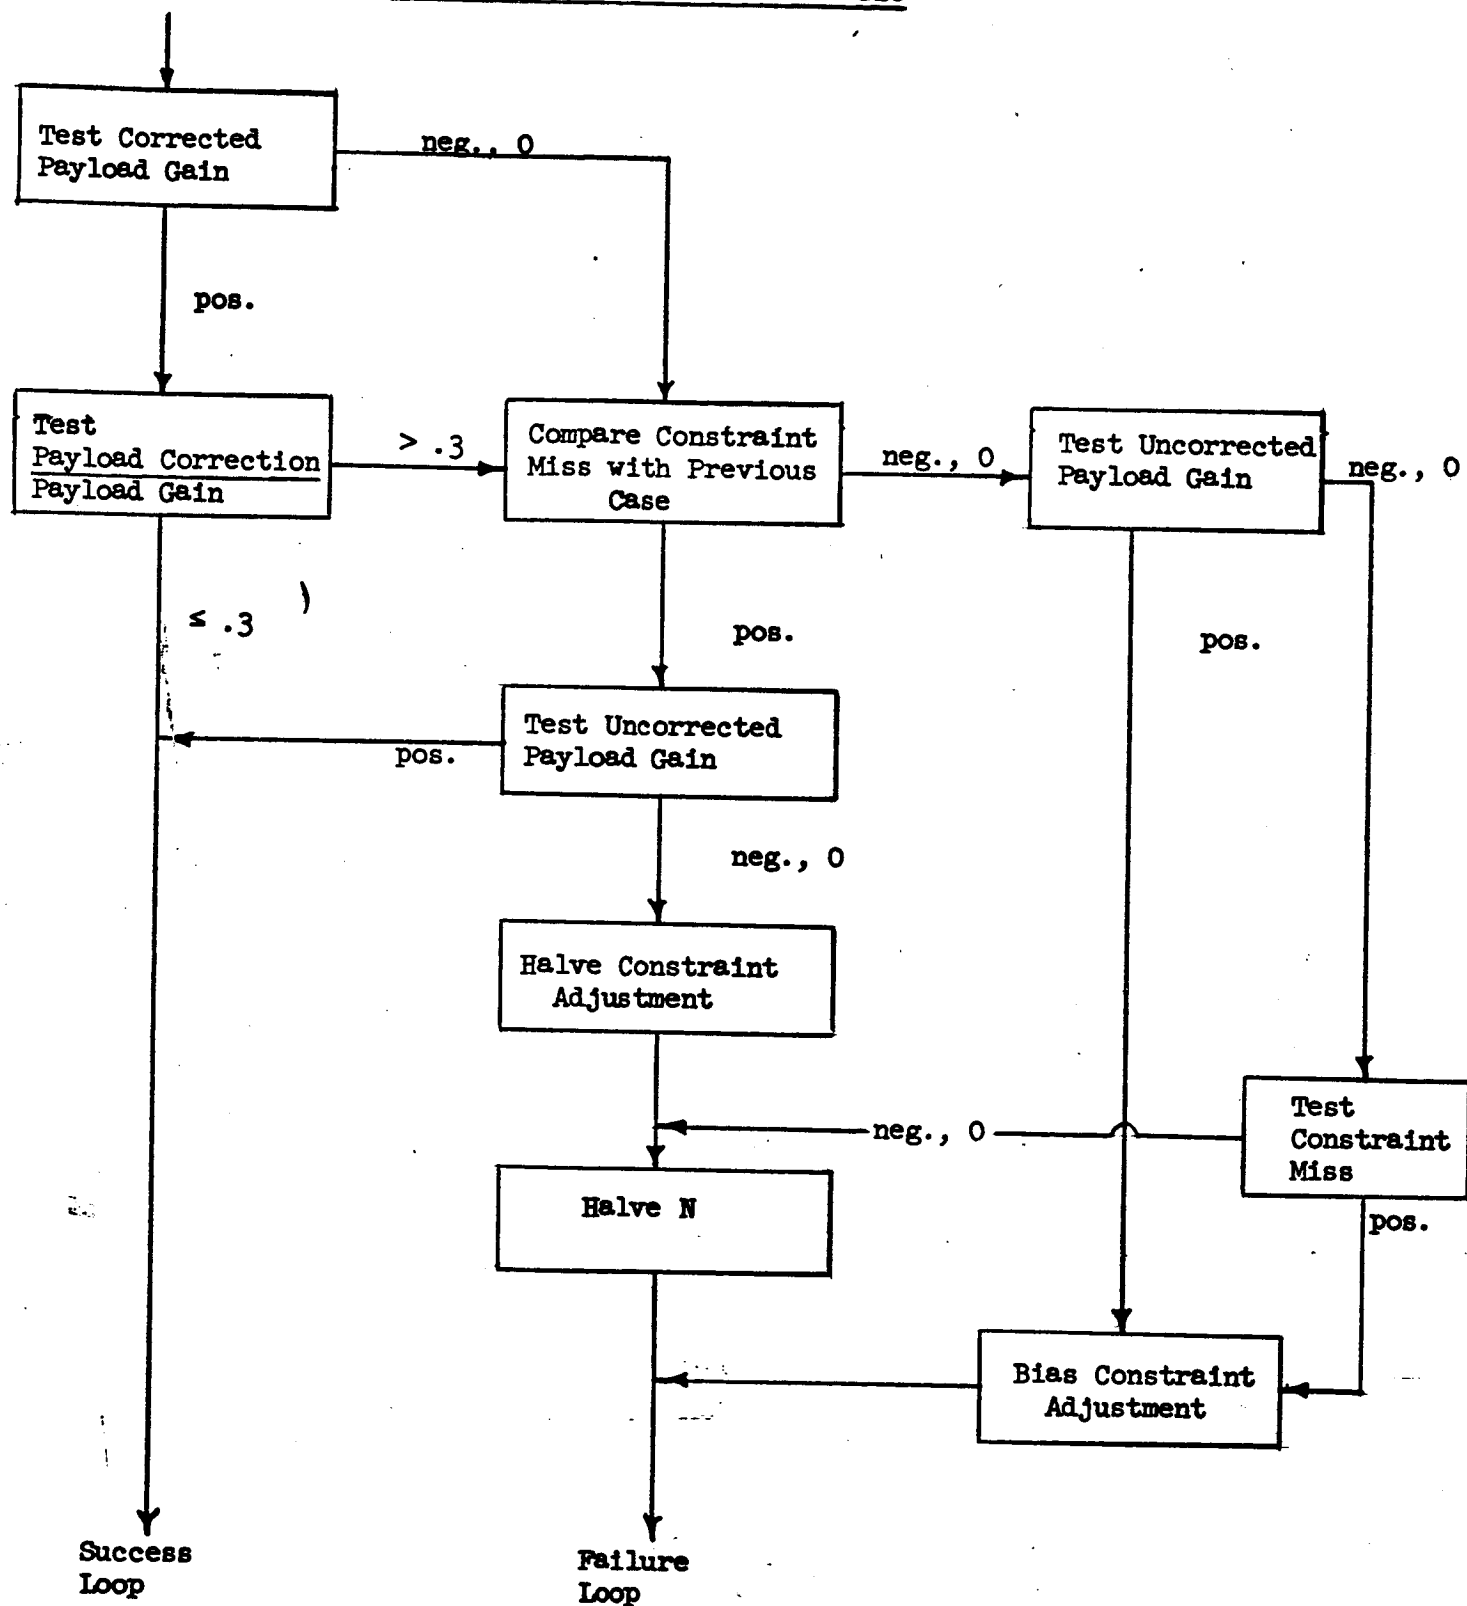 Test Corrected
Payload Gain
neg., 0
pos.
Test
Payload Correction
Payload Gain
> .3
Compare Constraint
Miss with Previous
Case
neg., 0
Test Uncorrected
Payload Gain
neg., 0
≤ .3
pos.
pos.
Test Uncorrected
Payload Gain
pos.
neg., 0
Halve Constraint
Adjustment
neg., 0
Test
Constraint
Miss
Halve N
pos.
Bias Constraint
Adjustment
Success
Loop
Failure
Loop